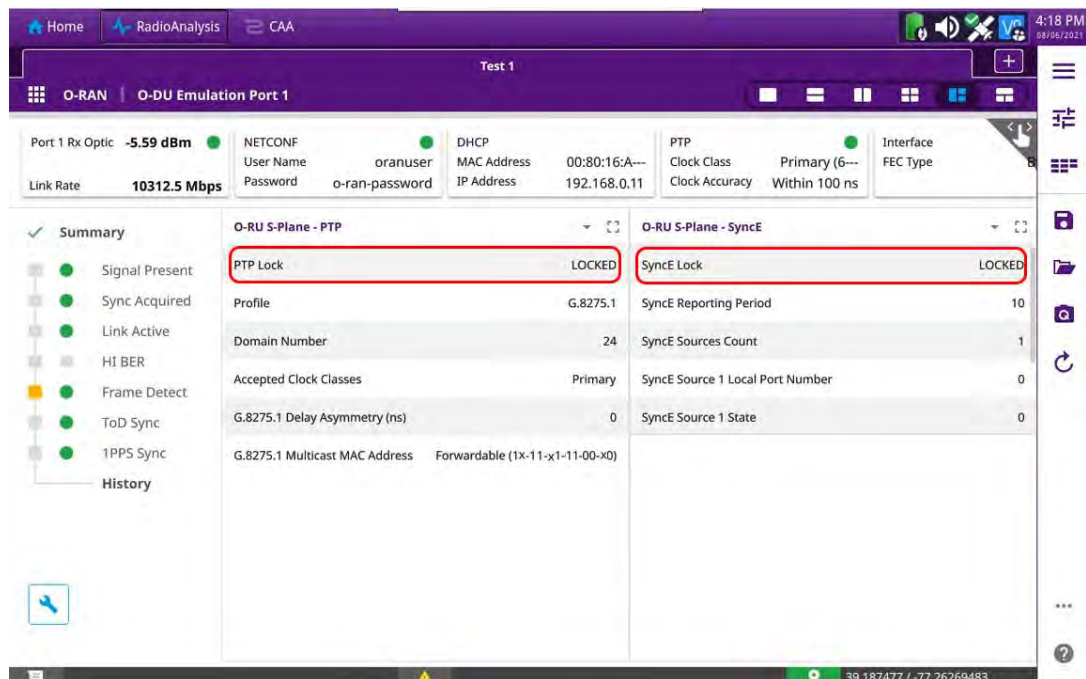 Home RadioAnalysis CAA 4:18 PM
08/06/2021
Test 1
O-RAN | O-DU Emulation Port 1
Port 1 Rx Optic -5.59 dBm
Link Rate 10312.5 Mbps
NETCONF
User Name oranuser
Password o-ran-password
DHCP
MAC Address 00:80:16:A---
IP Address 192.168.0.11
PTP
Clock Class Primary (6---
Clock Accuracy Within 100 ns
Interface
FEC Type
Summary
Signal Present
Sync Acquired
Link Active
HI BER
Frame Detect
ToD Sync
1PPS Sync
History
O-RU S-Plane - PTP
PTP Lock LOCKED
Profile G.8275.1
Domain Number 24
Accepted Clock Classes Primary
G.8275.1 Delay Asymmetry (ns) 0
G.8275.1 Multicast MAC Address Forwardable (1x-11-x1-11-00-x0)
O-RU S-Plane - SyncE
SyncE Lock LOCKED
SyncE Reporting Period 10
SyncE Sources Count 1
SyncE Source 1 Local Port Number 0
SyncE Source 1 State 0
39.187477 / -77.26269483